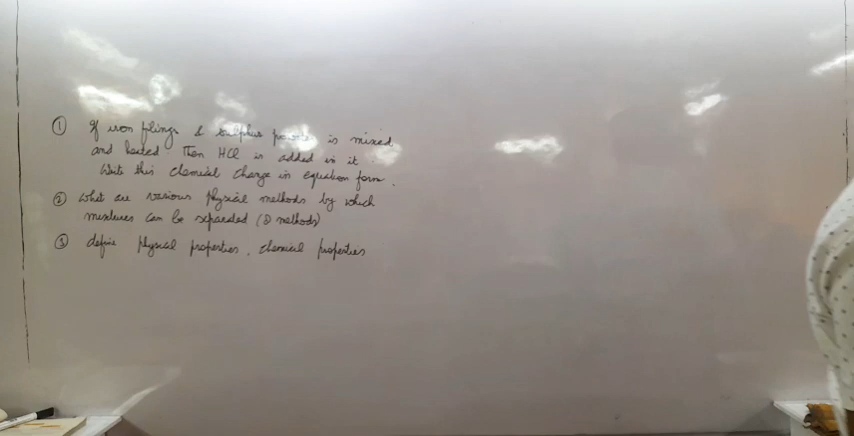 ① If iron filings & sulphur powder is mixed
and heated Then HCl is added in it.
Write this chemical change in equation form.
② what are various physical methods by which
mixtures can be separated (8 methods)
③ define physical properties, chemical properties